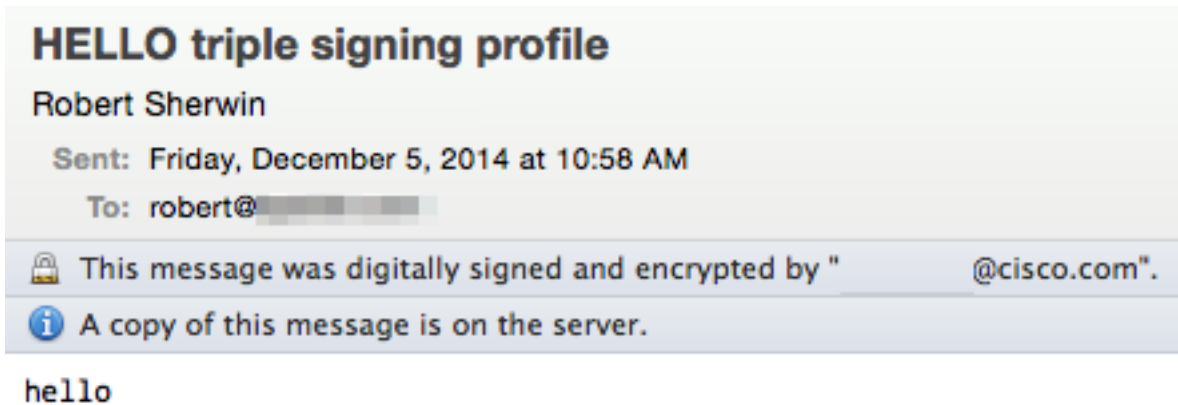 HELLO triple signing profile
Robert Sherwin
Sent: Friday, December 5, 2014 at 10:58 AM
To: robert@
This message was digitally signed and encrypted by " @cisco.com".
A copy of this message is on the server.
hello